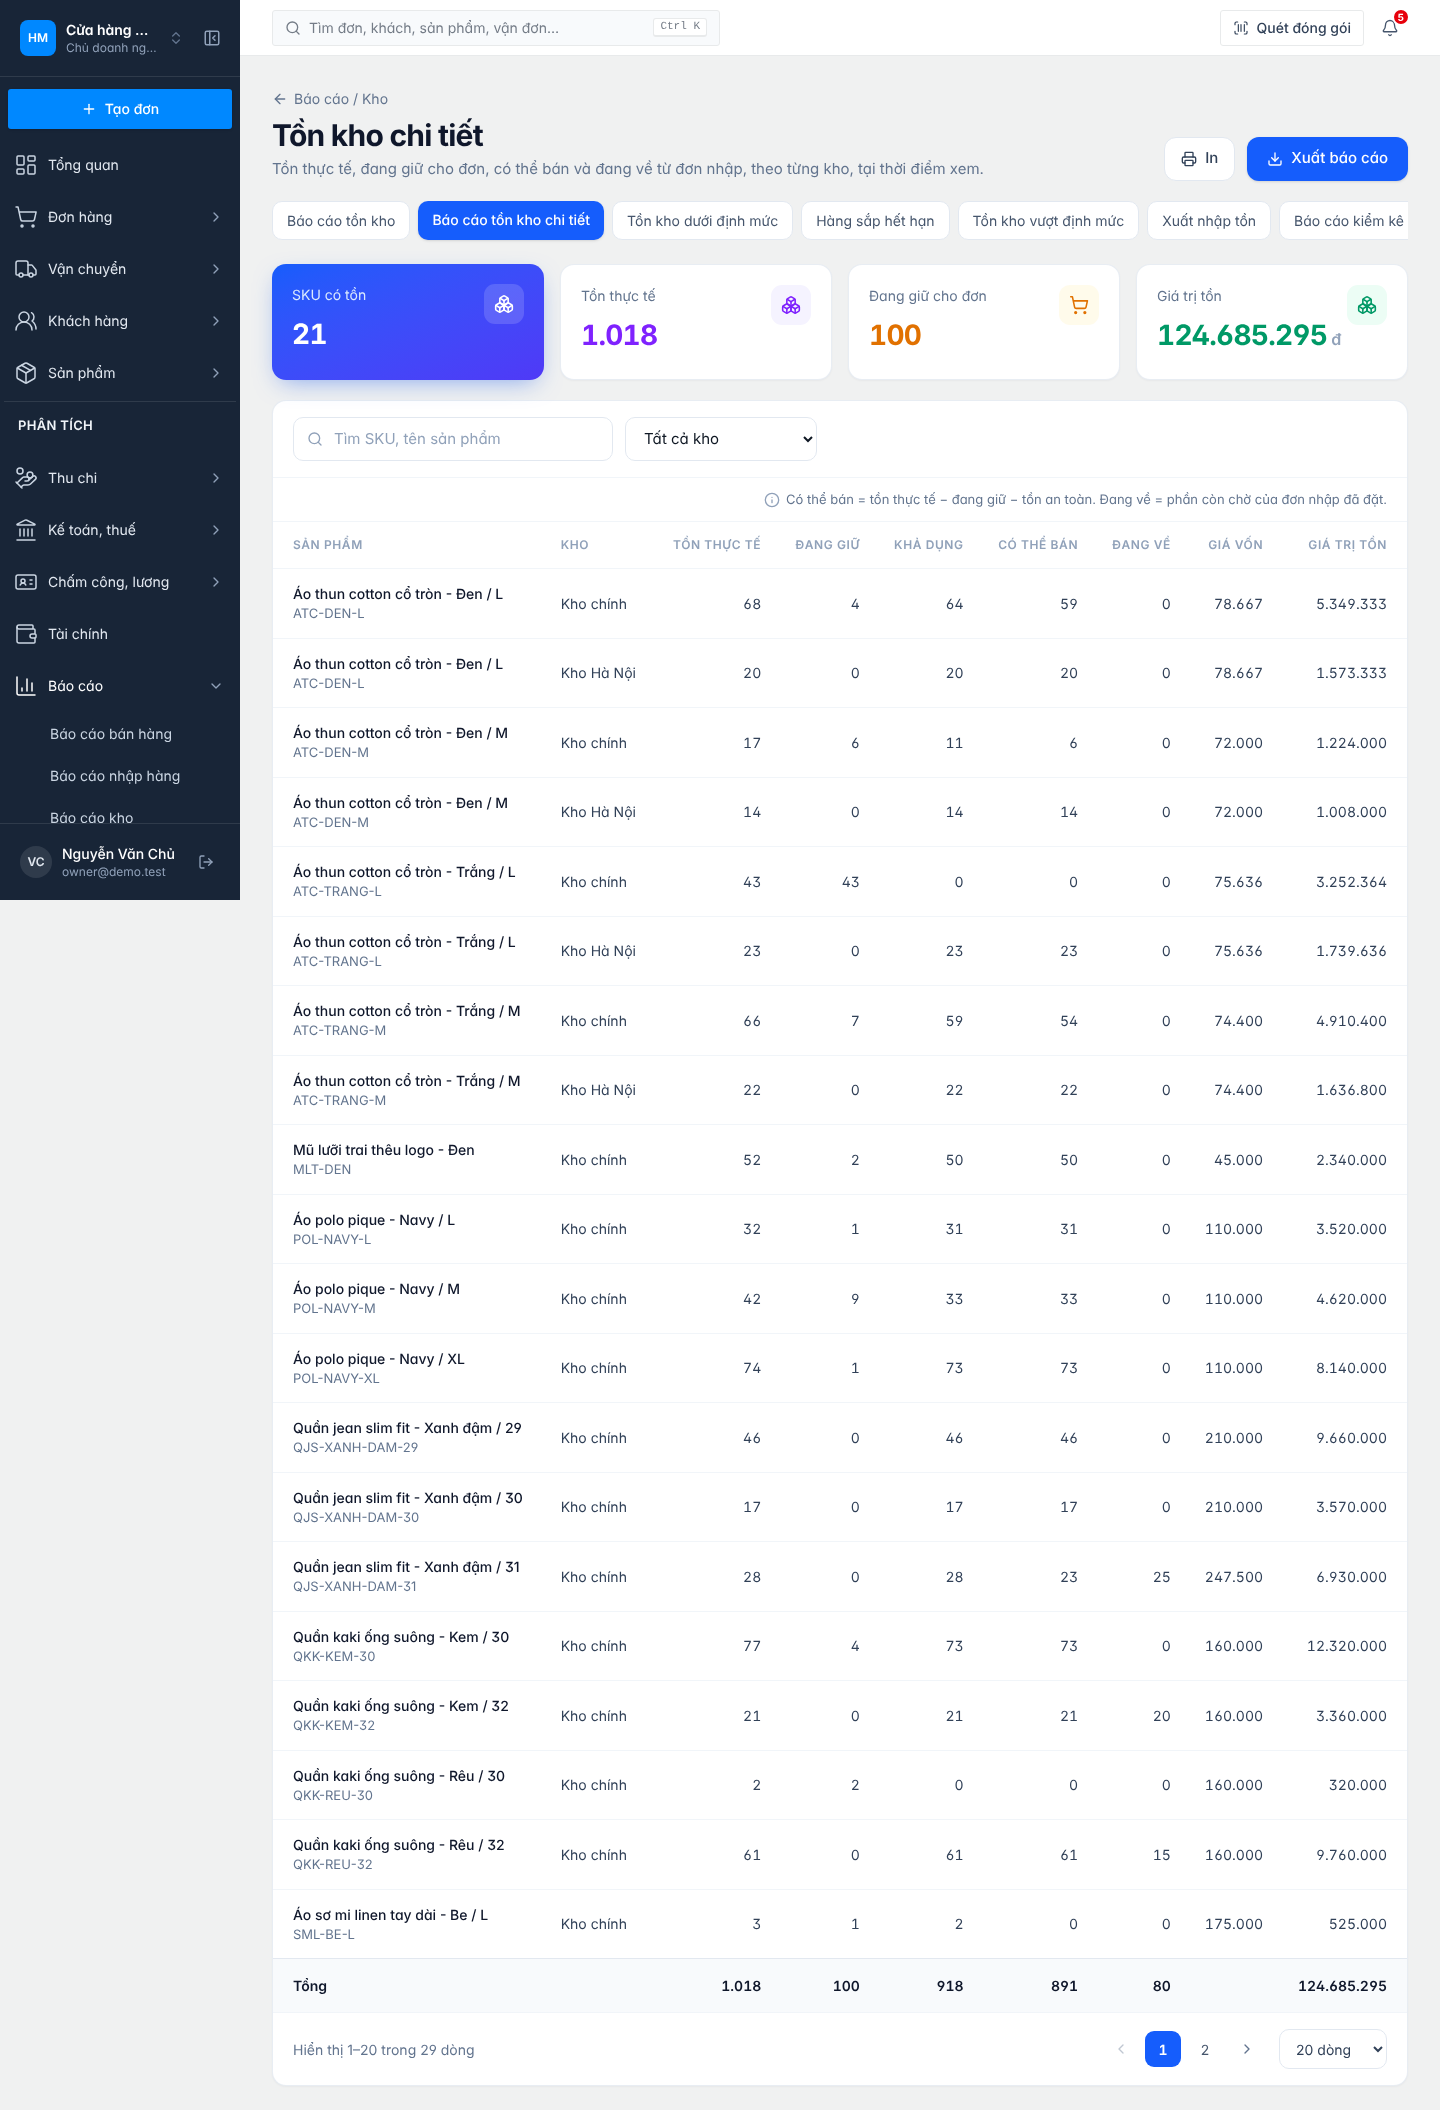 HM
Cửa hàng ...
Chủ doanh ng...
Tạo đơn
Tổng quan
Đơn hàng
Vận chuyển
Khách hàng
Sản phẩm
PHÂN TÍCH
Thu chi
Kế toán, thuế
Chấm công, lương
Tài chính
Báo cáo
Báo cáo bán hàng
Báo cáo nhập hàng
Báo cáo kho
VC
Nguyễn Văn Chủ
owner@demo.test
Tìm đơn, khách, sản phẩm, vận đơn... Ctrl K
Quét đóng gói
5
Báo cáo / Kho
Tồn kho chi tiết
Tồn thực tế, đang giữ cho đơn, có thể bán và đang về từ đơn nhập, theo từng kho, tại thời điểm xem.
In
Xuất báo cáo
Báo cáo tồn kho
Báo cáo tồn kho chi tiết
Tồn kho dưới định mức
Hàng sắp hết hạn
Tồn kho vượt định mức
Xuất nhập tồn
Báo cáo kiểm kê
SKU có tồn
21
Tồn thực tế
1.018
Đang giữ cho đơn
100
Giá trị tồn
124.685.295 đ
Tìm SKU, tên sản phẩm
Tất cả kho
Có thể bán = tồn thực tế − đang giữ − tồn an toàn. Đang về = phần còn chờ của đơn nhập đã đặt.
SẢN PHẨM KHO TỒN THỰC TẾ ĐANG GIỮ KHẢ DỤNG CÓ THỂ BÁN ĐANG VỀ GIÁ VỐN GIÁ TRỊ TỒN
Áo thun cotton cổ tròn - Đen / L
ATC-DEN-L
Kho chính 68 4 64 59 0 78.667 5.349.333
Áo thun cotton cổ tròn - Đen / L
ATC-DEN-L
Kho Hà Nội 20 0 20 20 0 78.667 1.573.333
Áo thun cotton cổ tròn - Đen / M
ATC-DEN-M
Kho chính 17 6 11 6 0 72.000 1.224.000
Áo thun cotton cổ tròn - Đen / M
ATC-DEN-M
Kho Hà Nội 14 0 14 14 0 72.000 1.008.000
Áo thun cotton cổ tròn - Trắng / L
ATC-TRANG-L
Kho chính 43 43 0 0 0 75.636 3.252.364
Áo thun cotton cổ tròn - Trắng / L
ATC-TRANG-L
Kho Hà Nội 23 0 23 23 0 75.636 1.739.636
Áo thun cotton cổ tròn - Trắng / M
ATC-TRANG-M
Kho chính 66 7 59 54 0 74.400 4.910.400
Áo thun cotton cổ tròn - Trắng / M
ATC-TRANG-M
Kho Hà Nội 22 0 22 22 0 74.400 1.636.800
Mũ lưỡi trai thêu logo - Đen
MLT-DEN
Kho chính 52 2 50 50 0 45.000 2.340.000
Áo polo pique - Navy / L
POL-NAVY-L
Kho chính 32 1 31 31 0 110.000 3.520.000
Áo polo pique - Navy / M
POL-NAVY-M
Kho chính 42 9 33 33 0 110.000 4.620.000
Áo polo pique - Navy / XL
POL-NAVY-XL
Kho chính 74 1 73 73 0 110.000 8.140.000
Quần jean slim fit - Xanh đậm / 29
QJS-XANH-DAM-29
Kho chính 46 0 46 46 0 210.000 9.660.000
Quần jean slim fit - Xanh đậm / 30
QJS-XANH-DAM-30
Kho chính 17 0 17 17 0 210.000 3.570.000
Quần jean slim fit - Xanh đậm / 31
QJS-XANH-DAM-31
Kho chính 28 0 28 23 25 247.500 6.930.000
Quần kaki ống suông - Kem / 30
QKK-KEM-30
Kho chính 77 4 73 73 0 160.000 12.320.000
Quần kaki ống suông - Kem / 32
QKK-KEM-32
Kho chính 21 0 21 21 20 160.000 3.360.000
Quần kaki ống suông - Rêu / 30
QKK-REU-30
Kho chính 2 2 0 0 0 160.000 320.000
Quần kaki ống suông - Rêu / 32
QKK-REU-32
Kho chính 61 0 61 61 15 160.000 9.760.000
Áo sơ mi linen tay dài - Be / L
SML-BE-L
Kho chính 3 1 2 0 0 175.000 525.000
Tổng 1.018 100 918 891 80 124.685.295
Hiển thị 1–20 trong 29 dòng
1 2
20 dòng